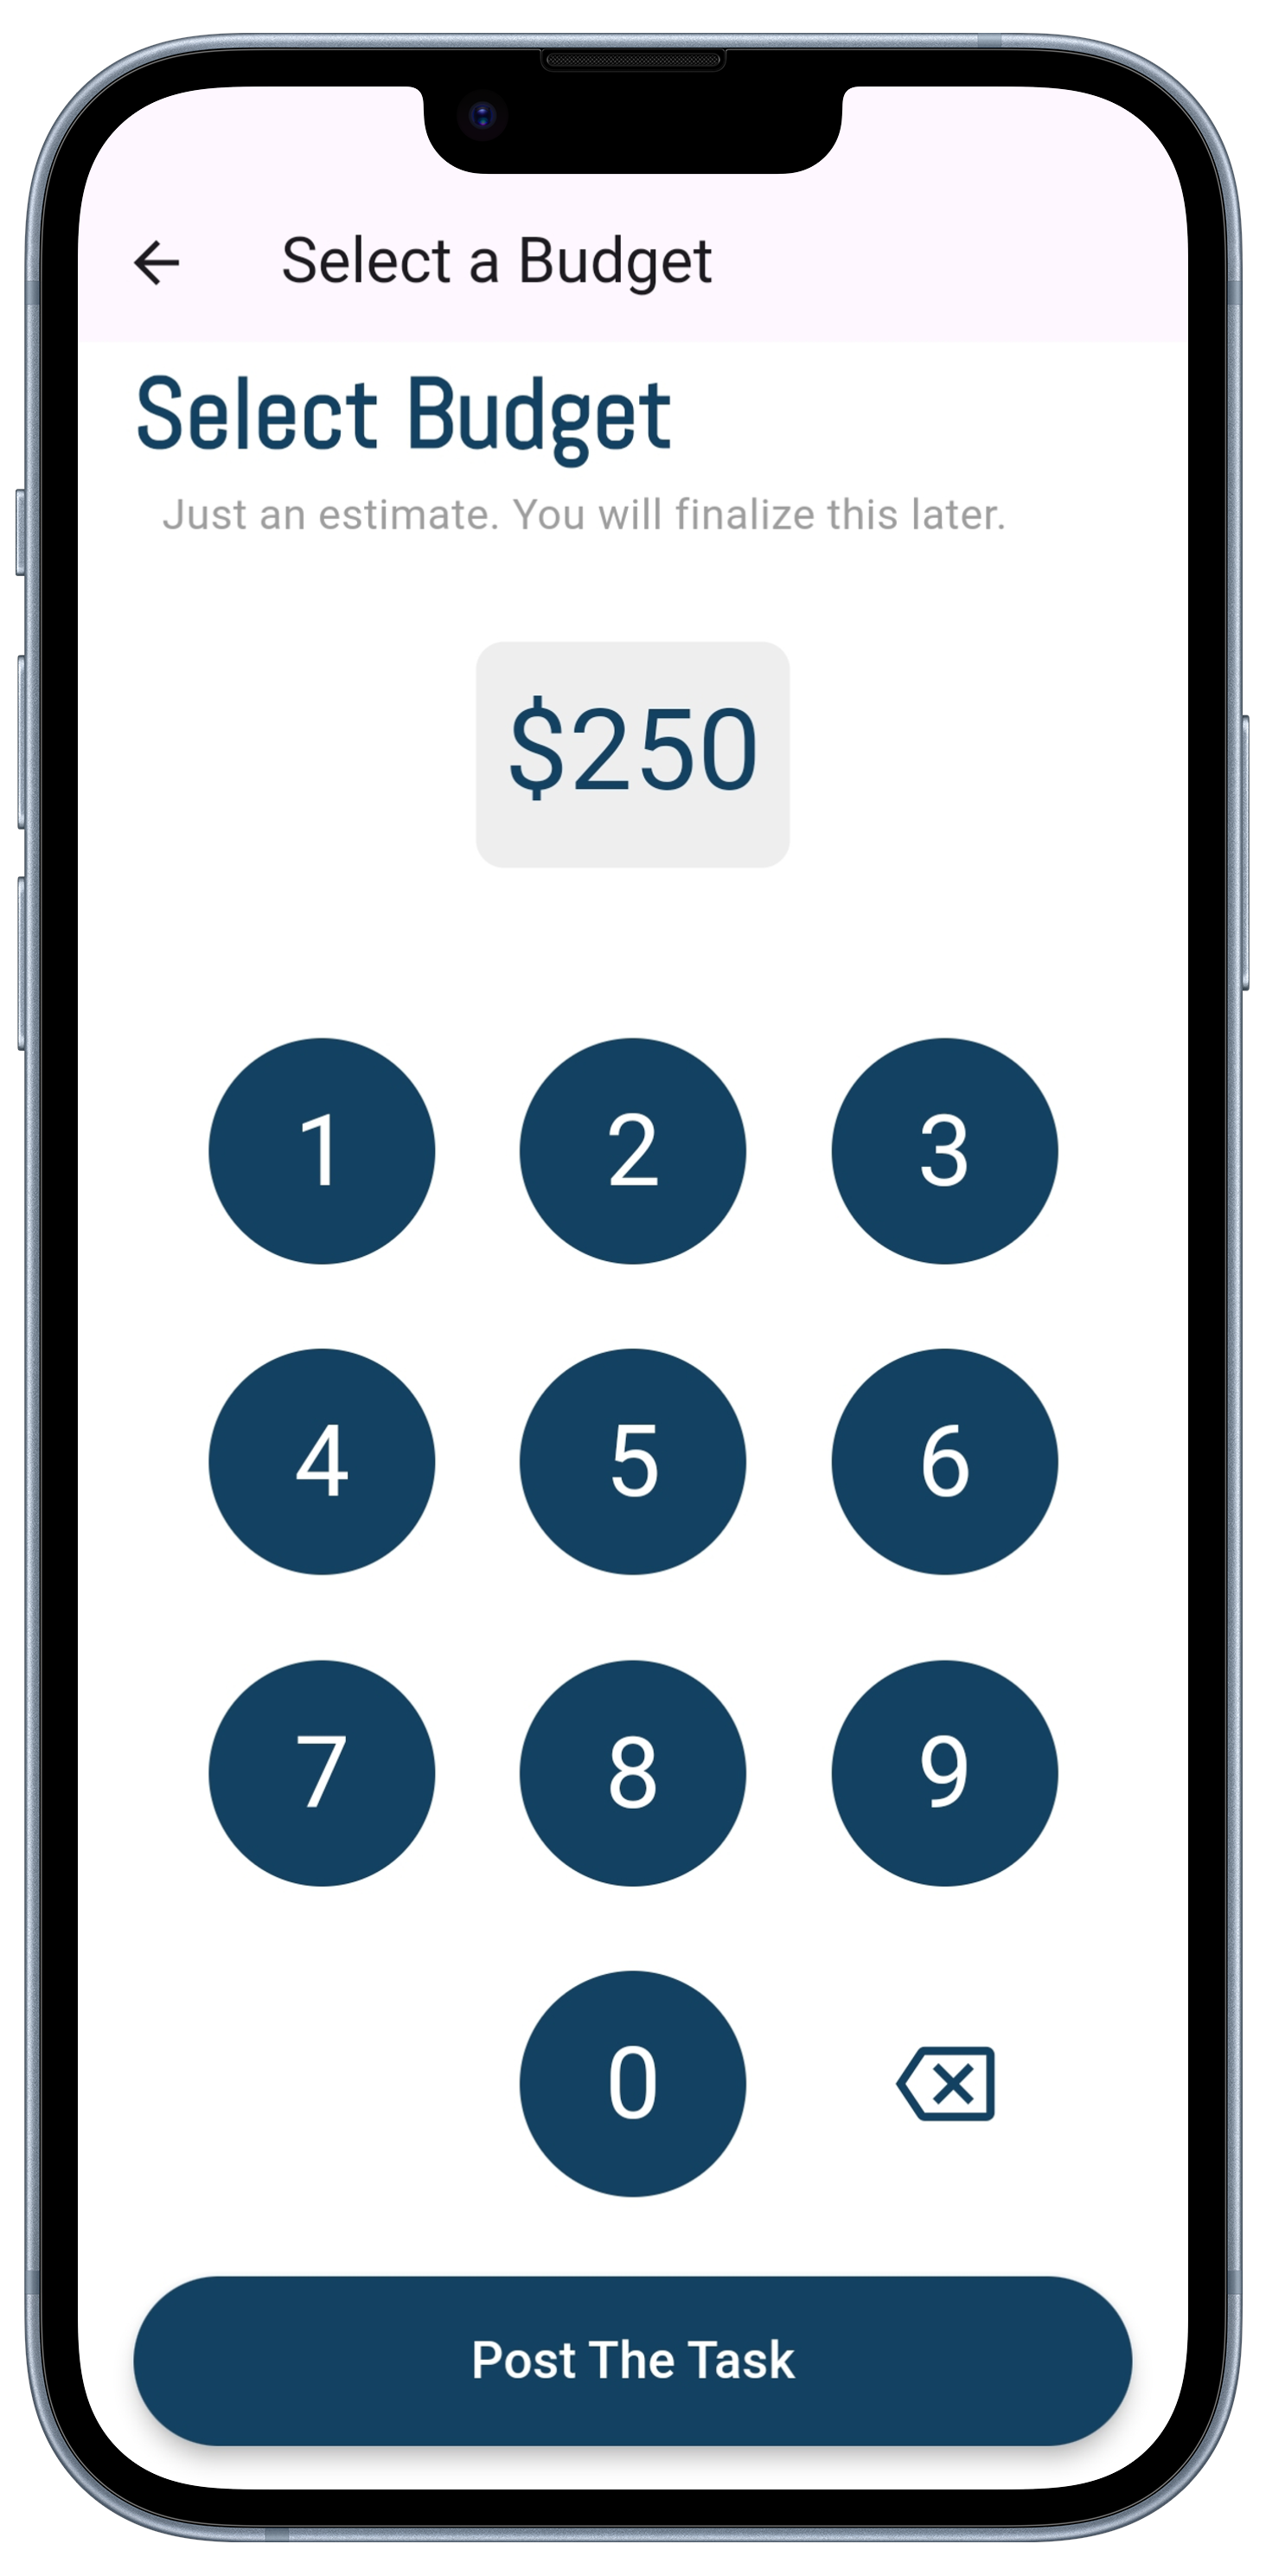 Select a Budget
Select Budget
Just an estimate. You will finalize this later.
$250
1 2 3
4 5 6
7 8 9
0
Post The Task